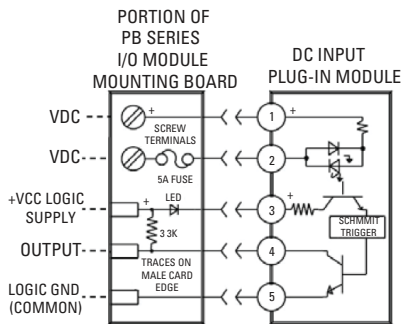 PORTION OF
PB SERIES
I/O MODULE
MOUNTING BOARD
DC INPUT
PLUG-IN MODULE
VDC
+
SCREW
TERMINALS
1
+
VDC
5A FUSE
2
+VCC LOGIC
SUPPLY
LED
+
3
+
SCHMMIT
TRIGGER
3 3K
OUTPUT
4
TRACES ON
MALE CARD
EDGE
LOGIC GND
(COMMON)
5